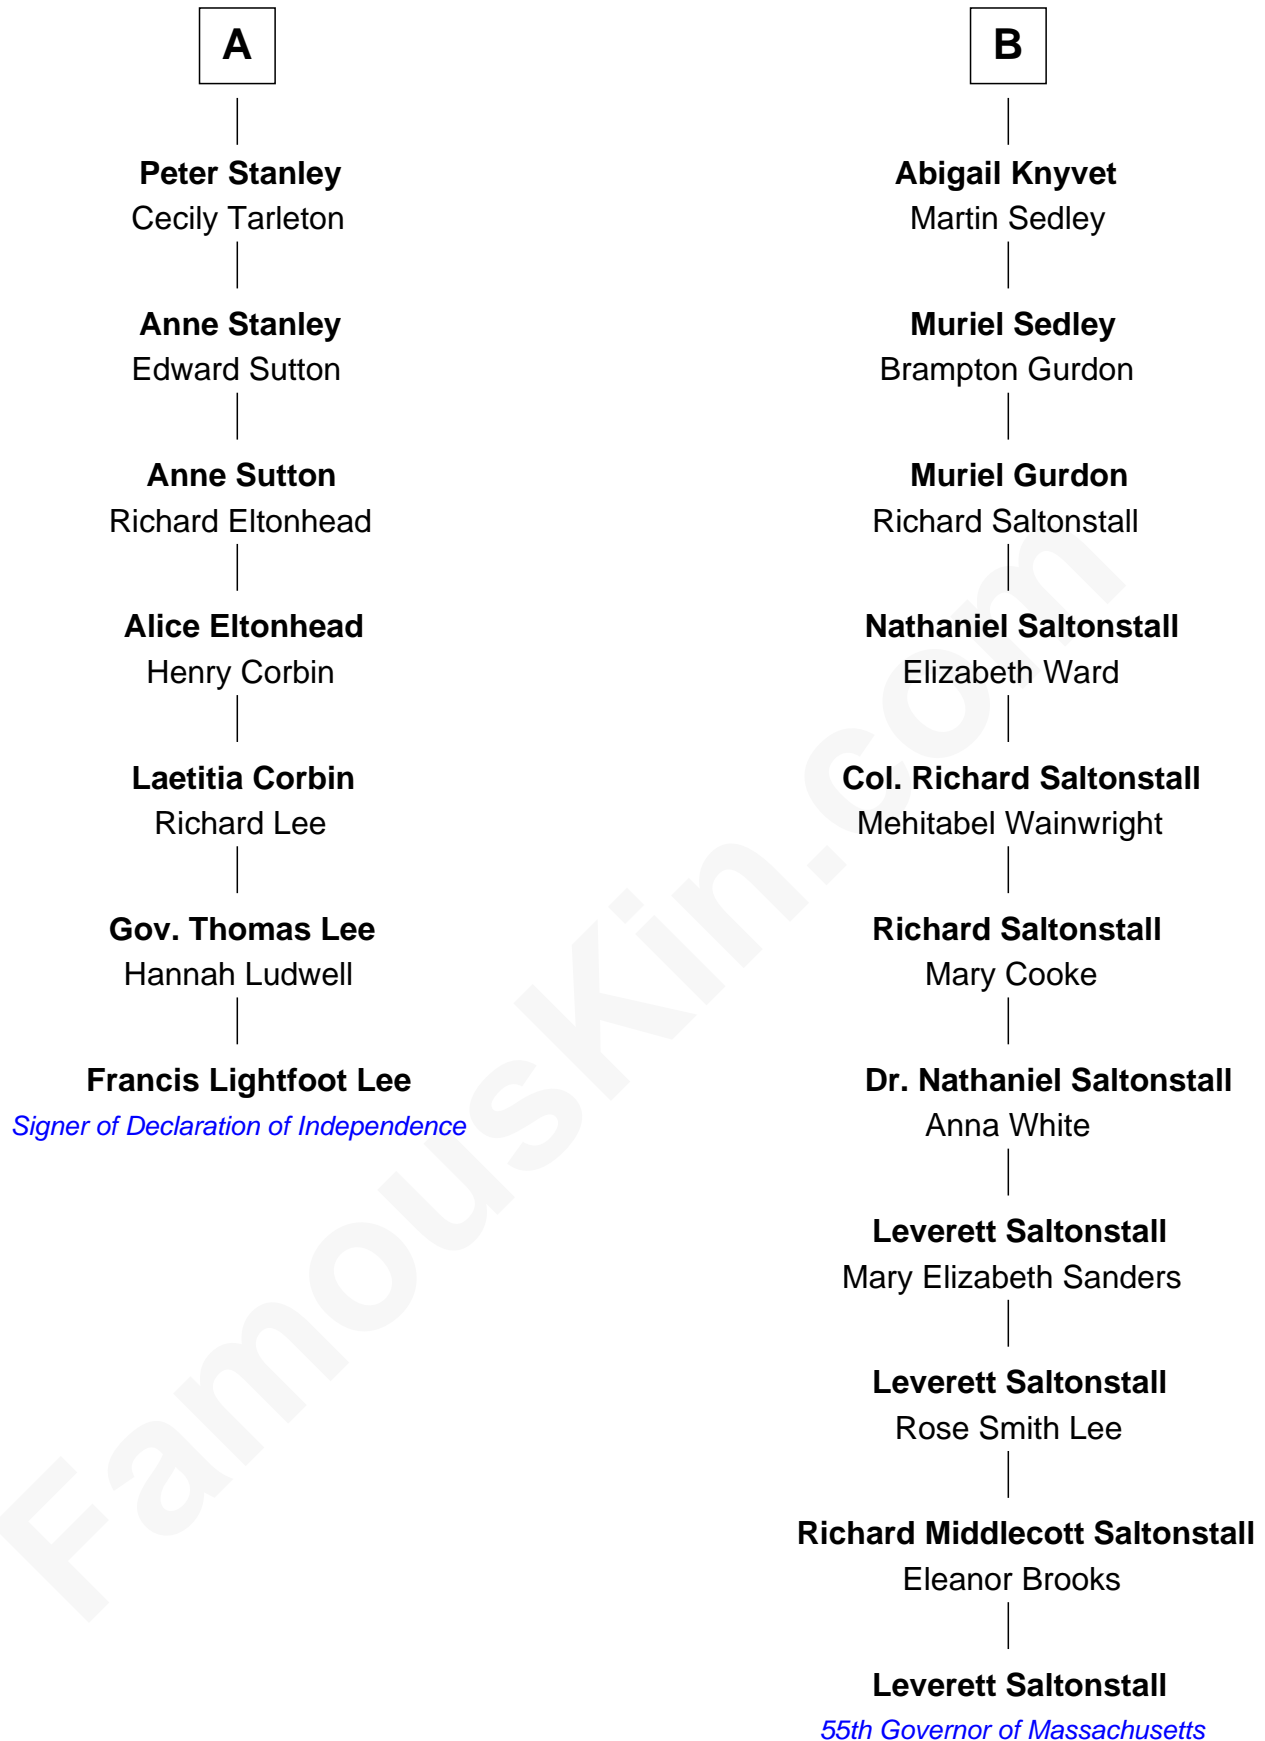 A
Peter Stanley
Cecily Tarleton
Anne Stanley
Edward Sutton
Anne Sutton
Richard Eltonhead
Alice Eltonhead
Henry Corbin
Laetitia Corbin
Richard Lee
Gov. Thomas Lee
Hannah Ludwell
Francis Lightfoot Lee
Signer of Declaration of Independence
B
Abigail Knyvet
Martin Sedley
Muriel Sedley
Brampton Gurdon
Muriel Gurdon
Richard Saltonstall
Nathaniel Saltonstall
Elizabeth Ward
Col. Richard Saltonstall
Mehitabel Wainwright
Richard Saltonstall
Mary Cooke
Dr. Nathaniel Saltonstall
Anna White
Leverett Saltonstall
Mary Elizabeth Sanders
Leverett Saltonstall
Rose Smith Lee
Richard Middlecott Saltonstall
Eleanor Brooks
Leverett Saltonstall
55th Governor of Massachusetts
FamousKin.com